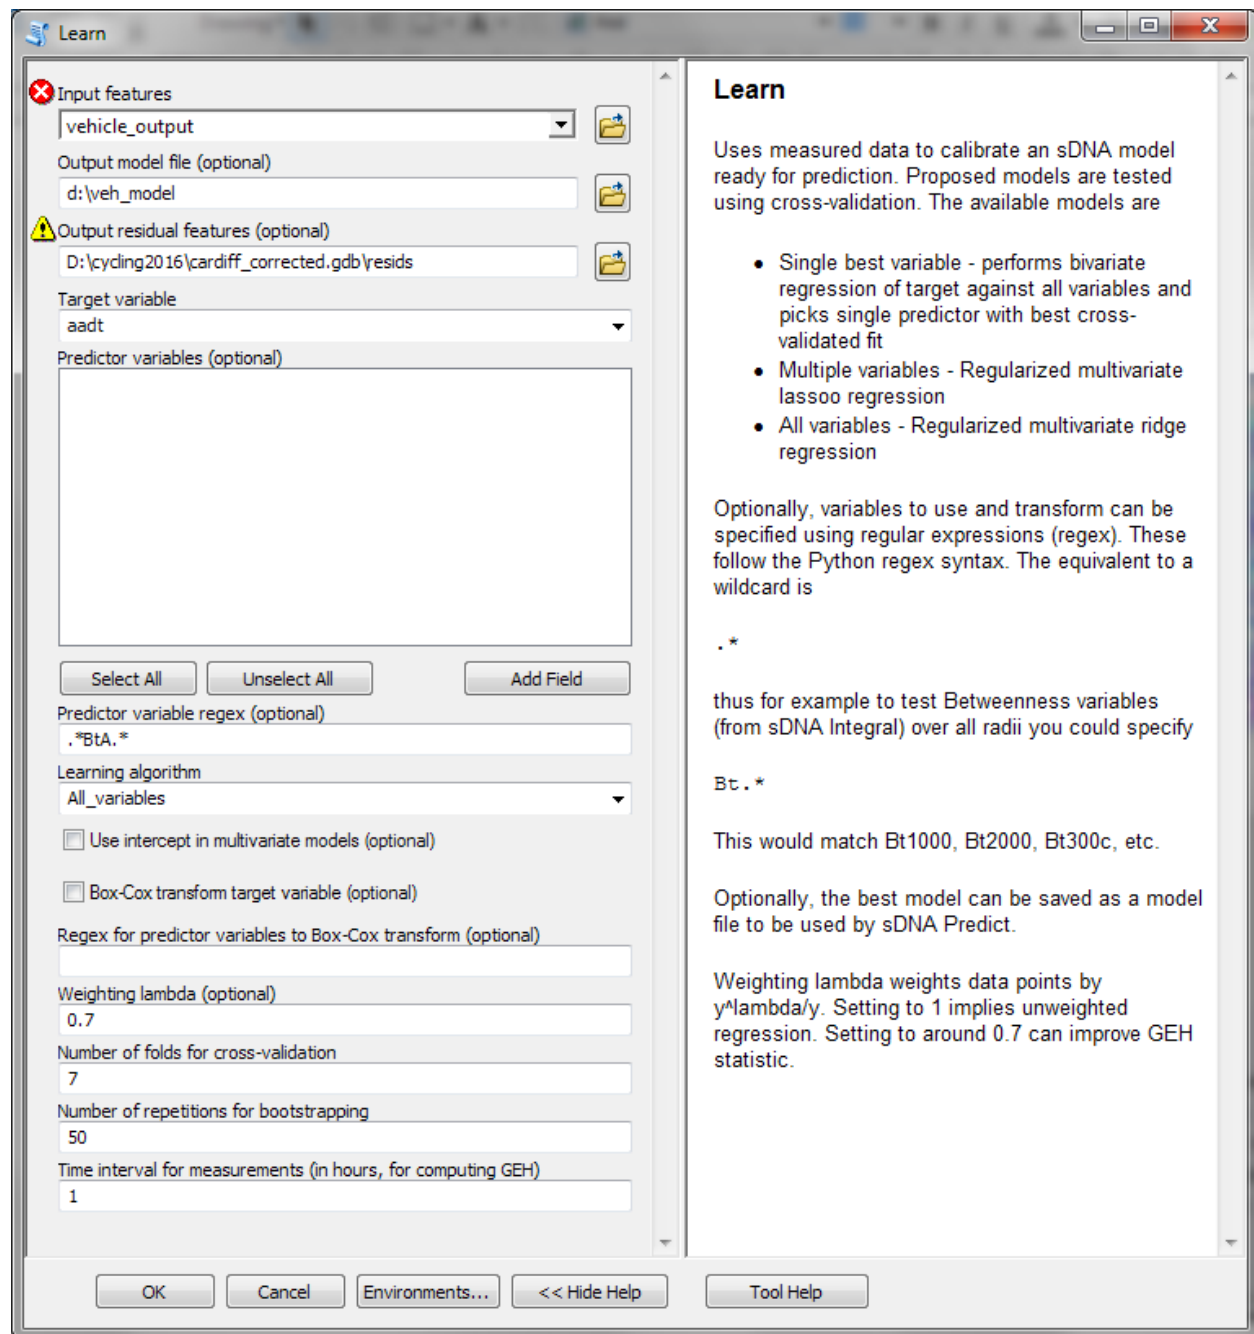 Learn
Input features
vehicle_output
Output model file (optional)
d:\veh_model
Output residual features (optional)
D:\cycling2016\cardiff_corrected.gdb\resids
Target variable
aadt
Predictor variables (optional)
Select All
Unselect All
Add Field
Predictor variable regex (optional)
.*BtA.*
Learning algorithm
All_variables
Use intercept in multivariate models (optional)
Box-Cox transform target variable (optional)
Regex for predictor variables to Box-Cox transform (optional)
Weighting lambda (optional)
0.7
Number of folds for cross-validation
7
Number of repetitions for bootstrapping
50
Time interval for measurements (in hours, for computing GEH)
1
Learn
Uses measured data to calibrate an sDNA model
ready for prediction. Proposed models are tested
using cross-validation. The available models are
• Single best variable - performs bivariate
regression of target against all variables and
picks single predictor with best cross-
validated fit
• Multiple variables - Regularized multivariate
lassoo regression
• All variables - Regularized multivariate ridge
regression
Optionally, variables to use and transform can be
specified using regular expressions (regex). These
follow the Python regex syntax. The equivalent to a
wildcard is
.*
thus for example to test Betweenness variables
(from sDNA Integral) over all radii you could specify
Bt.*
This would match Bt1000, Bt2000, Bt300c, etc.
Optionally, the best model can be saved as a model
file to be used by sDNA Predict.
Weighting lambda weights data points by
y^lambda/y. Setting to 1 implies unweighted
regression. Setting to around 0.7 can improve GEH
statistic.
OK
Cancel
Environments...
<< Hide Help
Tool Help